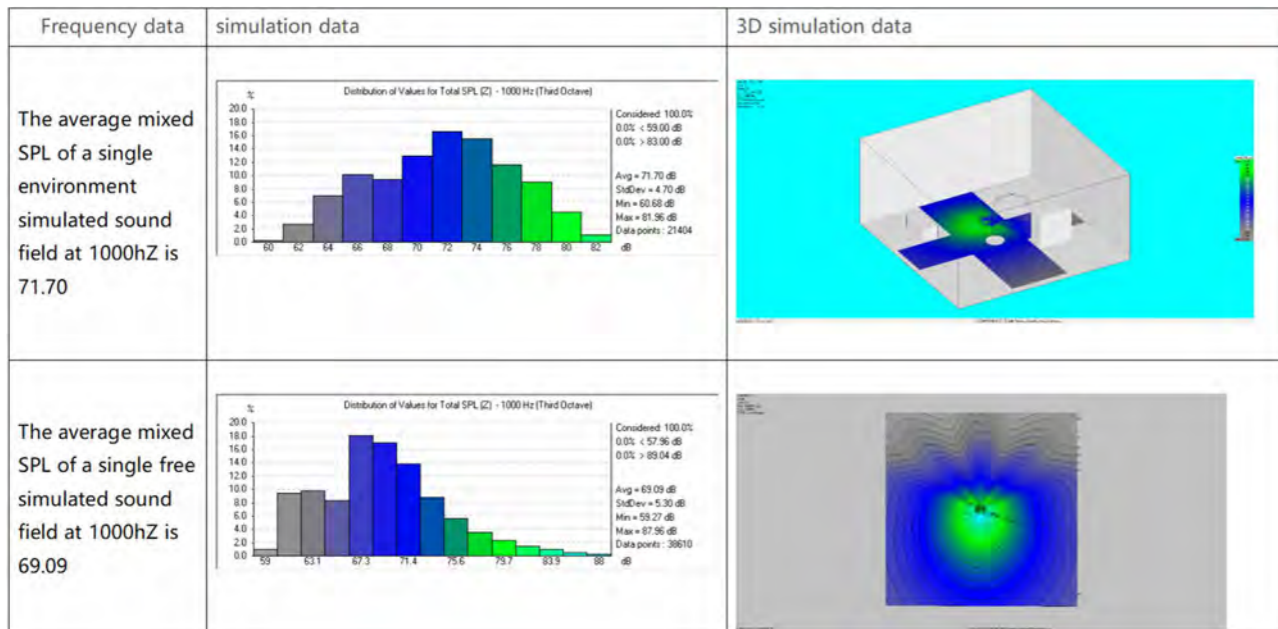 Frequency data
simulation data
3D simulation data
The average mixed
SPL of a single
environment
simulated sound
field at 1000hZ is
71.70
Distribution of Values for Total SPL (Z) - 1000 Hz (Third Octave)
%
20.0
18.0
16.0
14.0
12.0
10.0
8.0
6.0
4.0
2.0
0.0
60 62 64 66 68 70 72 74 76 78 80 82 dB
Considered: 100.0%
0.0% < 59.00 dB
0.0% > 83.00 dB
Avg = 71.70 dB
StdDev = 4.70 dB
Min = 60.68 dB
Max = 81.96 dB
Data points : 21404
The average mixed
SPL of a single free
simulated sound
field at 1000hZ is
69.09
Distribution of Values for Total SPL (Z) - 1000 Hz (Third Octave)
%
20.0
18.0
16.0
14.0
12.0
10.0
8.0
6.0
4.0
2.0
0.0
59 63.1 67.3 71.4 75.6 79.7 83.9 88 dB
Considered: 100.0%
0.0% < 57.96 dB
0.0% > 89.04 dB
Avg = 69.09 dB
StdDev = 5.30 dB
Min = 59.27 dB
Max = 87.96 dB
Data points : 38610